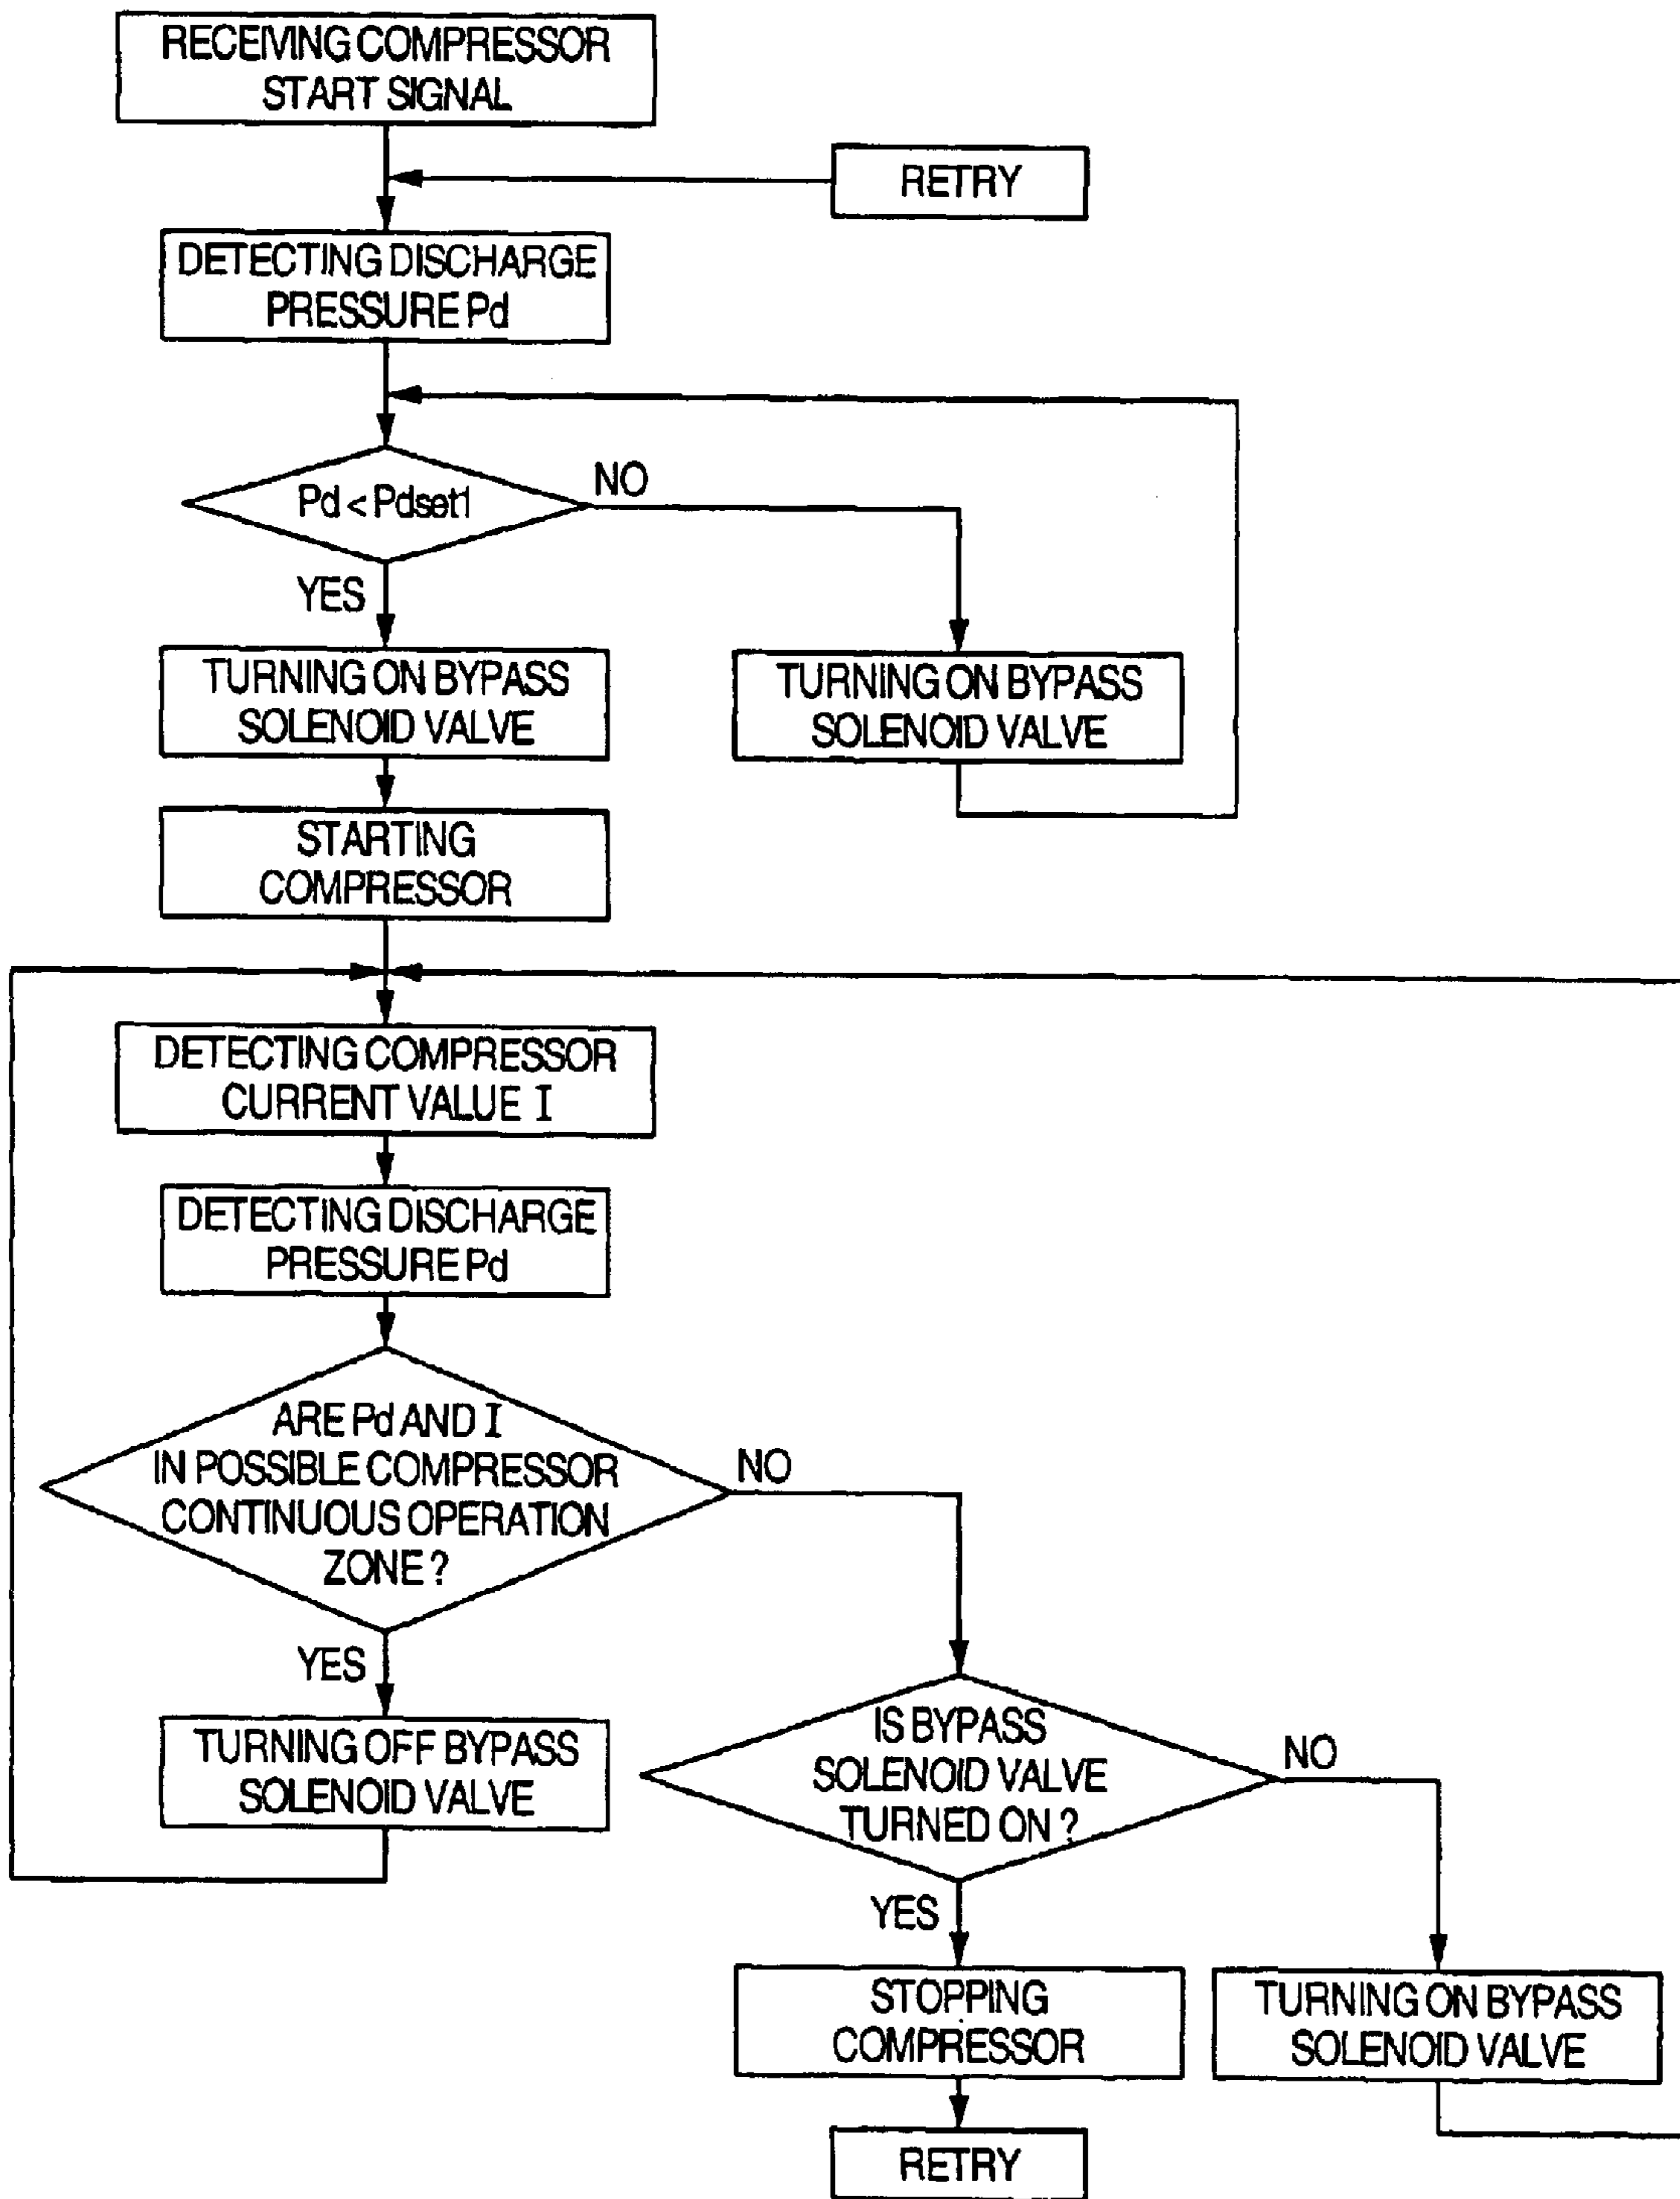 RECEIVING COMPRESSOR
START SIGNAL
RETRY
DETECTING DISCHARGE
PRESSURE Pd
Pd < Pdset1
NO
YES
TURNING ON BYPASS
SOLENOID VALVE
TURNING ON BYPASS
SOLENOID VALVE
STARTING
COMPRESSOR
DETECTING COMPRESSOR
CURRENT VALUE I
DETECTING DISCHARGE
PRESSURE Pd
ARE Pd AND I
IN POSSIBLE COMPRESSOR
CONTINUOUS OPERATION
ZONE?
NO
YES
TURNING OFF BYPASS
SOLENOID VALVE
IS BYPASS
SOLENOID VALVE
TURNED ON?
NO
YES
STOPPING
COMPRESSOR
TURNING ON BYPASS
SOLENOID VALVE
RETRY